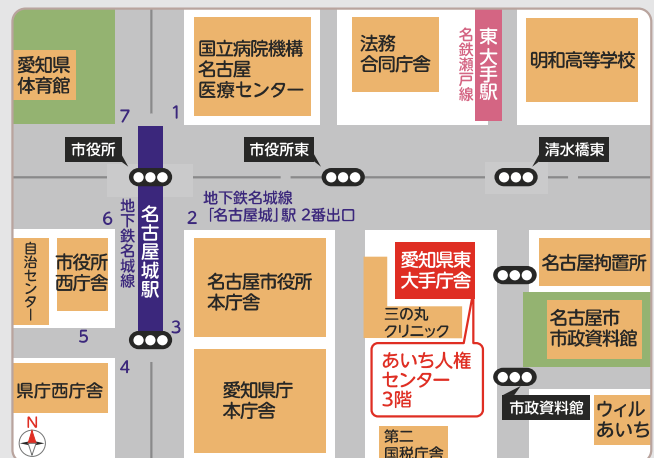 愛知県
体育館
国立病院機構
名古屋
医療センター
法務
合同庁舎
名鉄瀬戸線
東大手駅
明和高等学校
7
1
市役所
市役所東
清水橋東
地下鉄名城線
「名古屋城」駅 2番出口
6
地下鉄名城線
名古屋城駅
2
自治センター
市役所
西庁舎
名古屋市役所
本庁舎
愛知県東
大手庁舎
名古屋拘置所
三の丸
クリニック
名古屋市
市政資料館
5
3
4
あいち人権
センター
3階
県庁西庁舎
愛知県庁
本庁舎
市政資料館
ウィル
あいち
N
第二
国税庁舎